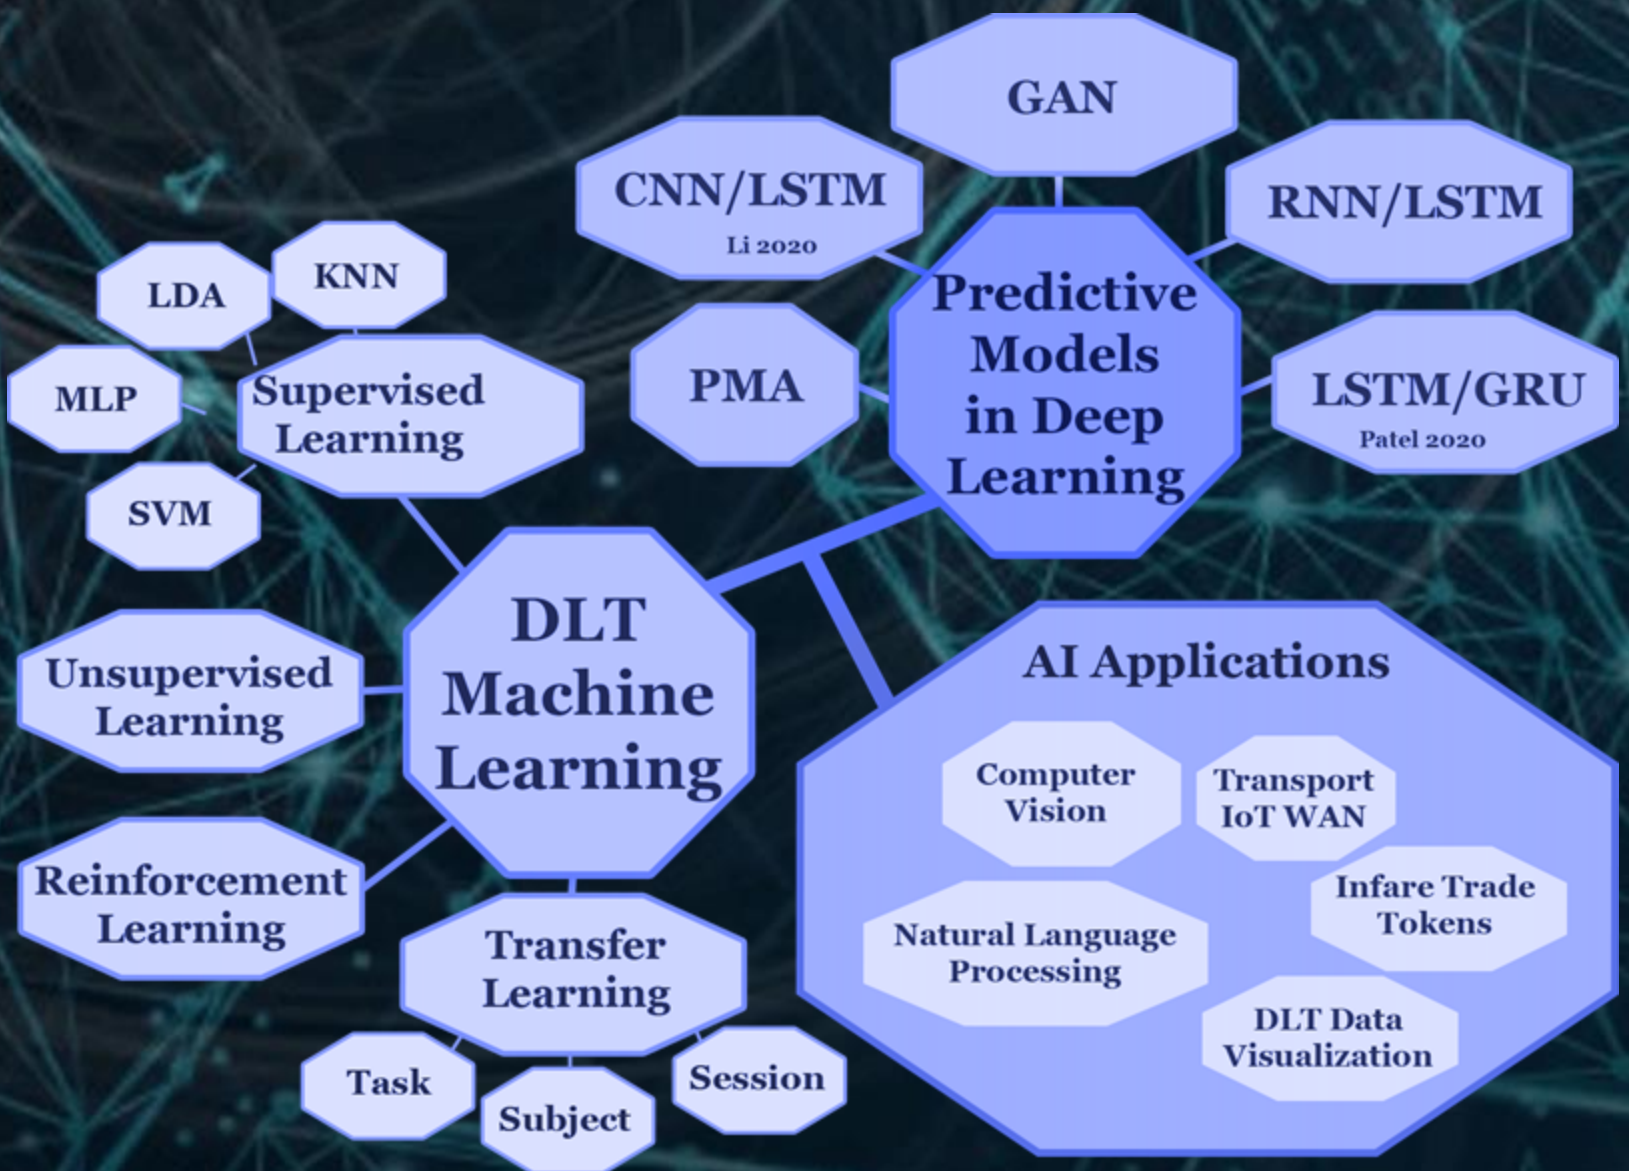 GAN
CNN/LSTM
Li 2020
RNN/LSTM
Predictive
Models
in Deep
Learning
PMA
LSTM/GRU
Patel 2020
KNN
LDA
MLP
SVM
Supervised
Learning
DLT
Machine
Learning
Unsupervised
Learning
Reinforcement
Learning
Transfer
Learning
Task
Subject
Session
AI Applications
Computer
Vision
Transport
IoT WAN
Infare Trade
Tokens
Natural Language
Processing
DLT Data
Visualization